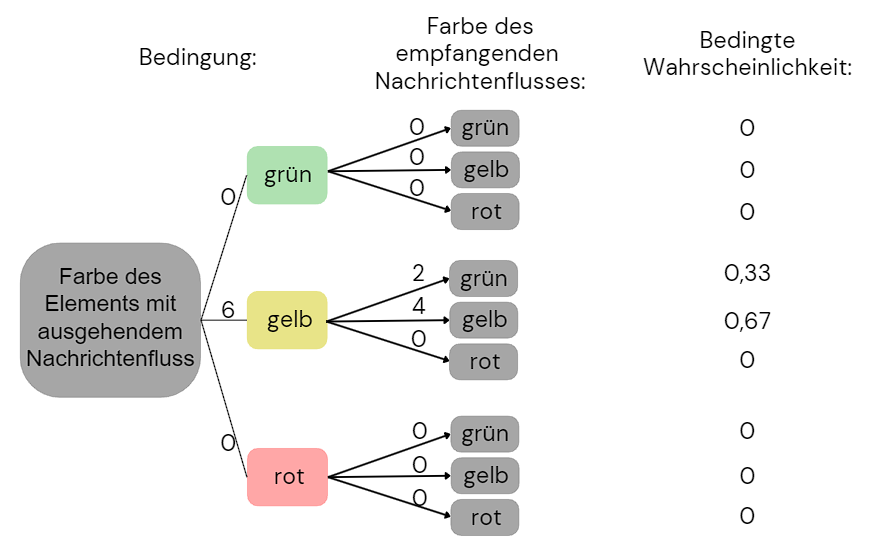 Bedingung:
Farbe des
empfangenden
Nachrichtenflusses:
Bedingte
Wahrscheinlichkeit:
Farbe des
Elements mit
ausgehendem
Nachrichtenfluss
0
grün
0
grün
0
0
gelb
0
0
rot
0
6
gelb
2
grün
0,33
4
gelb
0,67
0
rot
0
0
rot
0
grün
0
0
gelb
0
0
rot
0